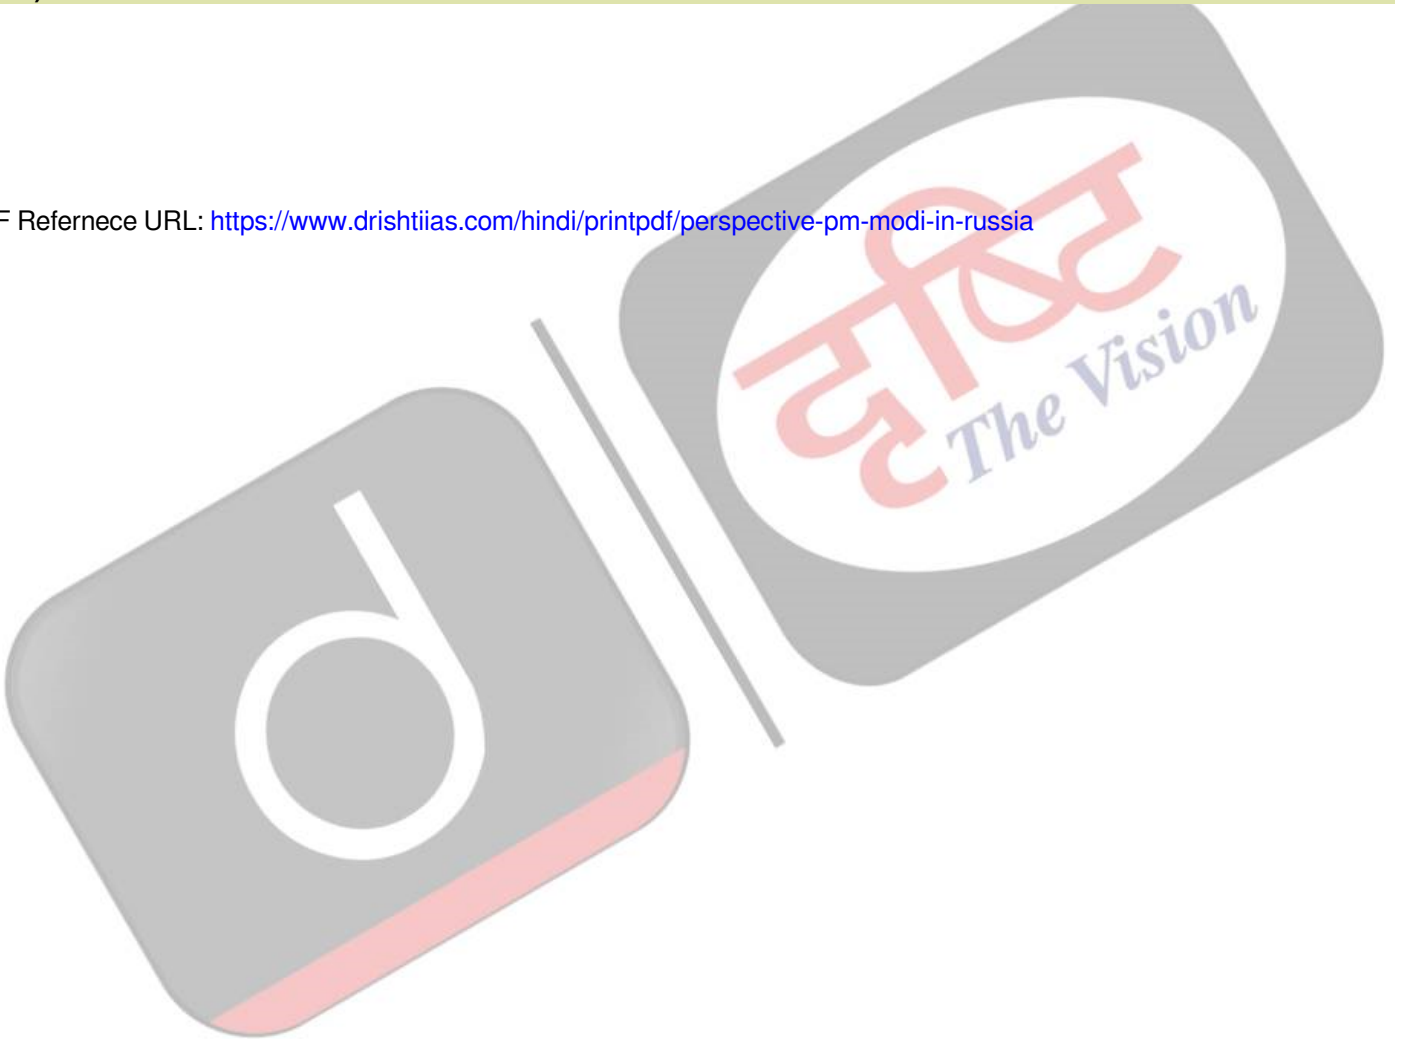 F Refernece URL: https://www.drishtiias.com/hindi/printpdf/perspective-pm-modi-in-russia
दृष्टि
The Vision
d